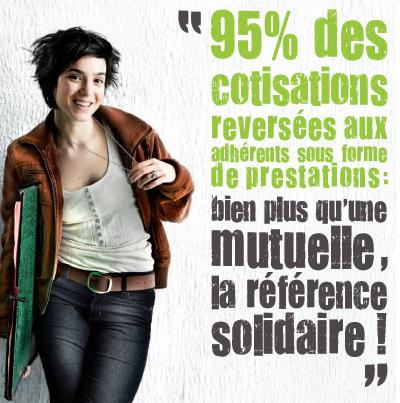 " 95% des
cotisations
reversées aux
adhérents sous forme
de prestations :
bien plus qu'une
mutuelle,
la référence
solidaire !
"